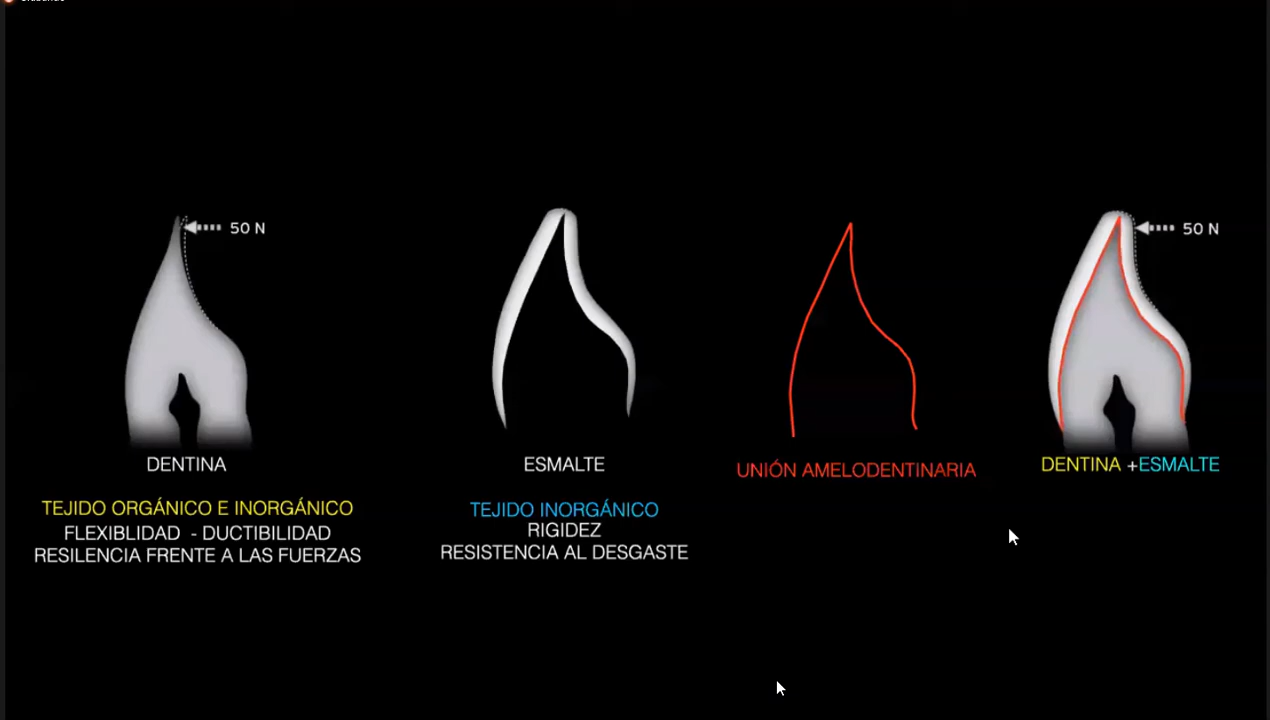 50 N
50 N
DENTINA
ESMALTE
UNIÓN AMELODENTINARIA
DENTINA +ESMALTE
TEJIDO ORGÁNICO E INORGÁNICO
FLEXIBLIDAD - DUCTIBILIDAD
RESILENCIA FRENTE A LAS FUERZAS
TEJIDO INORGÁNICO
RIGIDEZ
RESISTENCIA AL DESGASTE